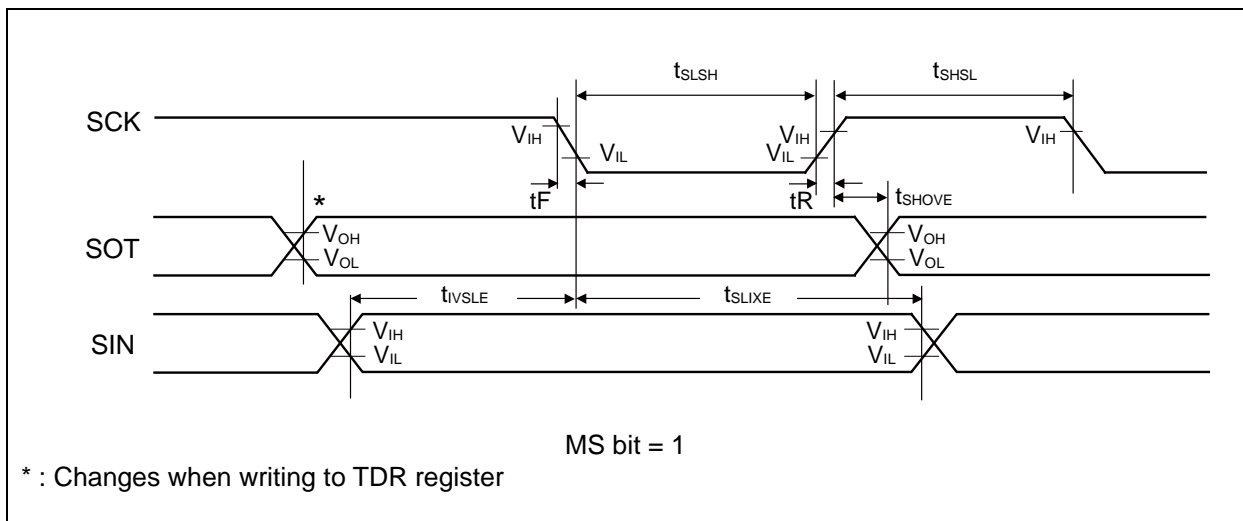 tSLSH tSHSL
SCK VIH VIL VIH VIL VIH
tF tR tSHOVE
*
SOT VOH VOL VOH VOL
tIVSLE tSLIXE
SIN VIH VIL VIH VIL
MS bit = 1
* : Changes when writing to TDR register